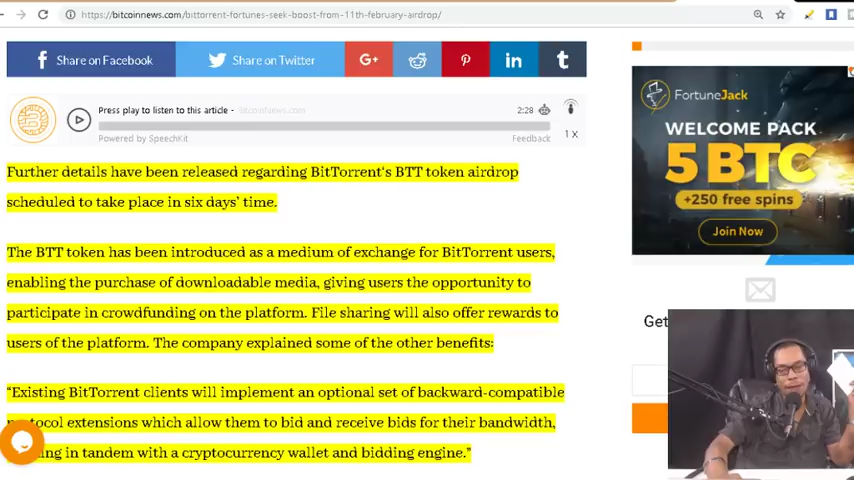 https://bitcoinnews.com/bittorrent-fortunes-seek-boost-from-11th-february-airdrop/
Share on Facebook
Share on Twitter
G+
in
t
Press play to listen to this article - BitcoinNews.com
2:28
Powered by SpeechKit
Feedback
1 X
Further details have been released regarding BitTorrent's BTT token airdrop
scheduled to take place in six days' time.
The BTT token has been introduced as a medium of exchange for BitTorrent users,
enabling the purchase of downloadable media, giving users the opportunity to
participate in crowdfunding on the platform. File sharing will also offer rewards to
users of the platform. The company explained some of the other benefits:
“Existing BitTorrent clients will implement an optional set of backward-compatible
extensions which allow them to bid and receive bids for their bandwidth,
in tandem with a cryptocurrency wallet and bidding engine.”
FortuneJack
WELCOME PACK
5 BTC
+250 free spins
Join Now
Get